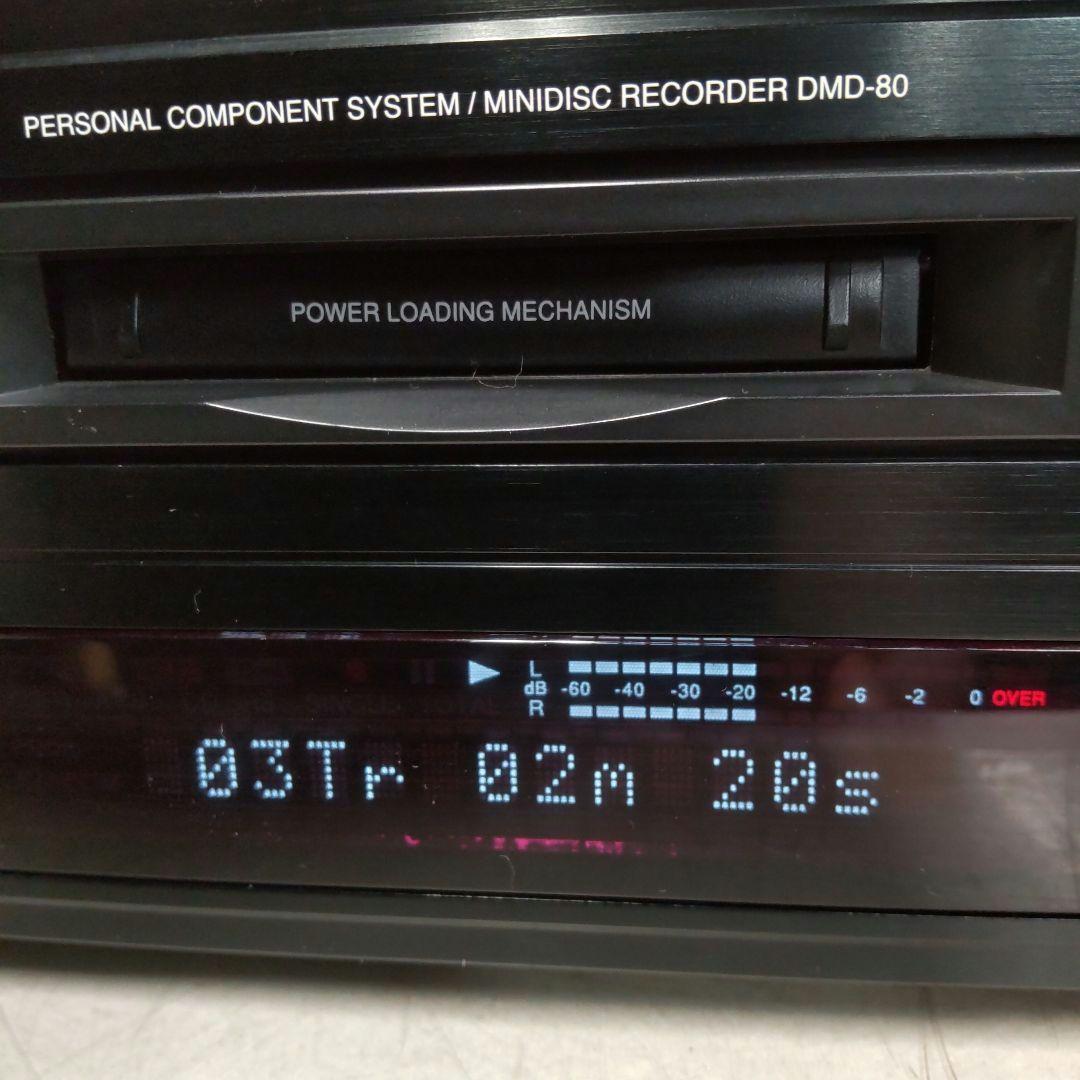 PERSONAL COMPONENT SYSTEM / MINIDISC RECORDER DMD-80
POWER LOADING MECHANISM
L
dB -60 -40 -30 -20 -12 -6 -2 0 OVER
R
03Tr 02m 20s